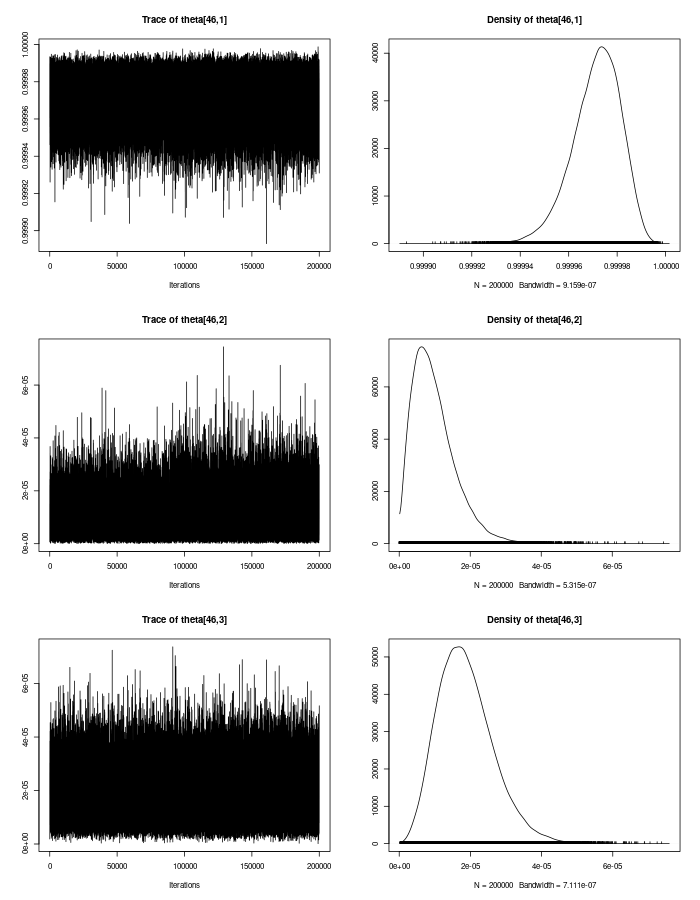 Trace of theta[46,1]
0.99990 0.99992 0.99994 0.99996 0.99998 1.00000
0 50000 100000 150000 200000
Iterations
Density of theta[46,1]
0 10000 20000 30000 40000
0.99990 0.99992 0.99994 0.99996 0.99998 1.00000
N = 200000 Bandwidth = 9.159e-07
Trace of theta[46,2]
0e+00 2e-05 4e-05 6e-05
0 50000 100000 150000 200000
Iterations
Density of theta[46,2]
0 20000 40000 60000
0e+00 2e-05 4e-05 6e-05
N = 200000 Bandwidth = 5.315e-07
Trace of theta[46,3]
0e+00 2e-05 4e-05 6e-05
0 50000 100000 150000 200000
Iterations
Density of theta[46,3]
0 10000 20000 30000 40000 50000
0e+00 2e-05 4e-05 6e-05
N = 200000 Bandwidth = 7.111e-07